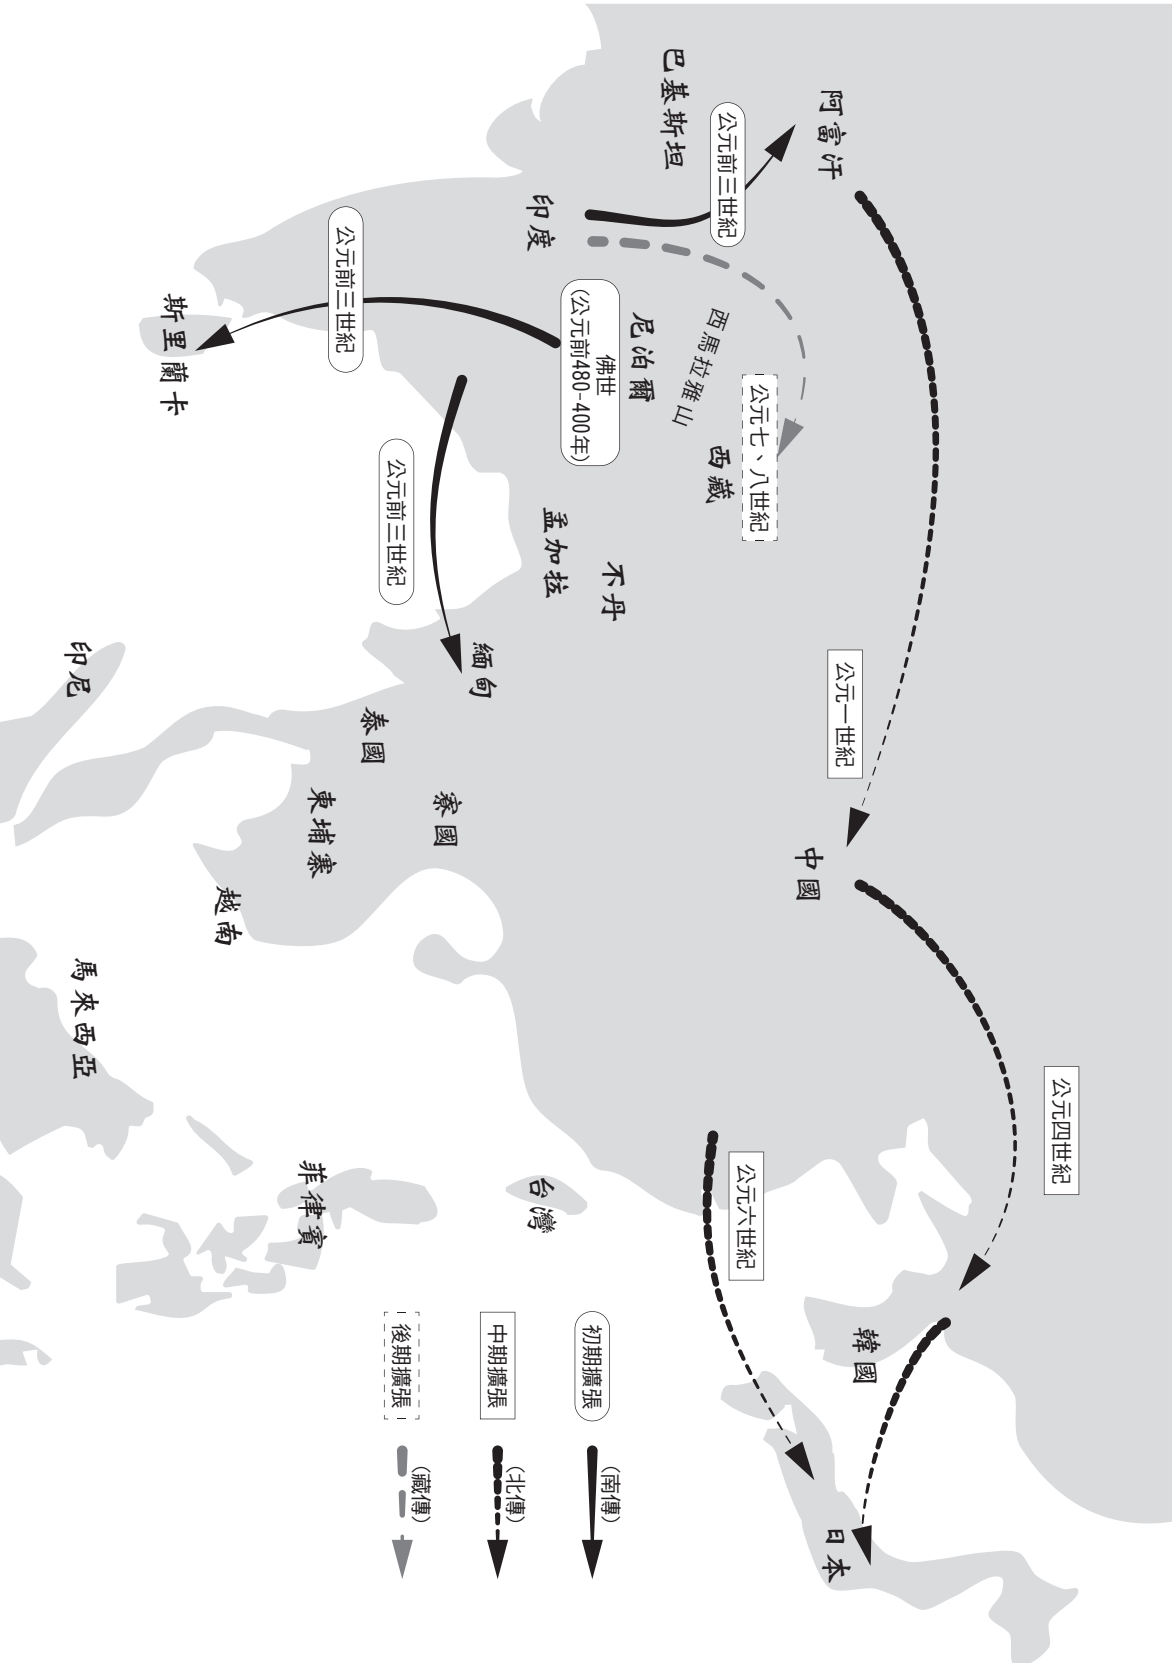 阿富汗
巴基斯坦
公元前三世紀
印度
公元前三世紀
斯里蘭卡
佛世
(公元前480-400年)
尼泊爾
西馬拉雅山
公元七、八世紀
西藏
公元前三世紀
孟加拉
不丹
緬甸
公元一世紀
中國
印尼
泰國
寮國
柬埔寨
越南
馬來西亞
公元四世紀
公元六世紀
台灣
菲律賓
韓國
日本
初期擴張
(南傳)
中期擴張
(北傳)
後期擴張
(藏傳)